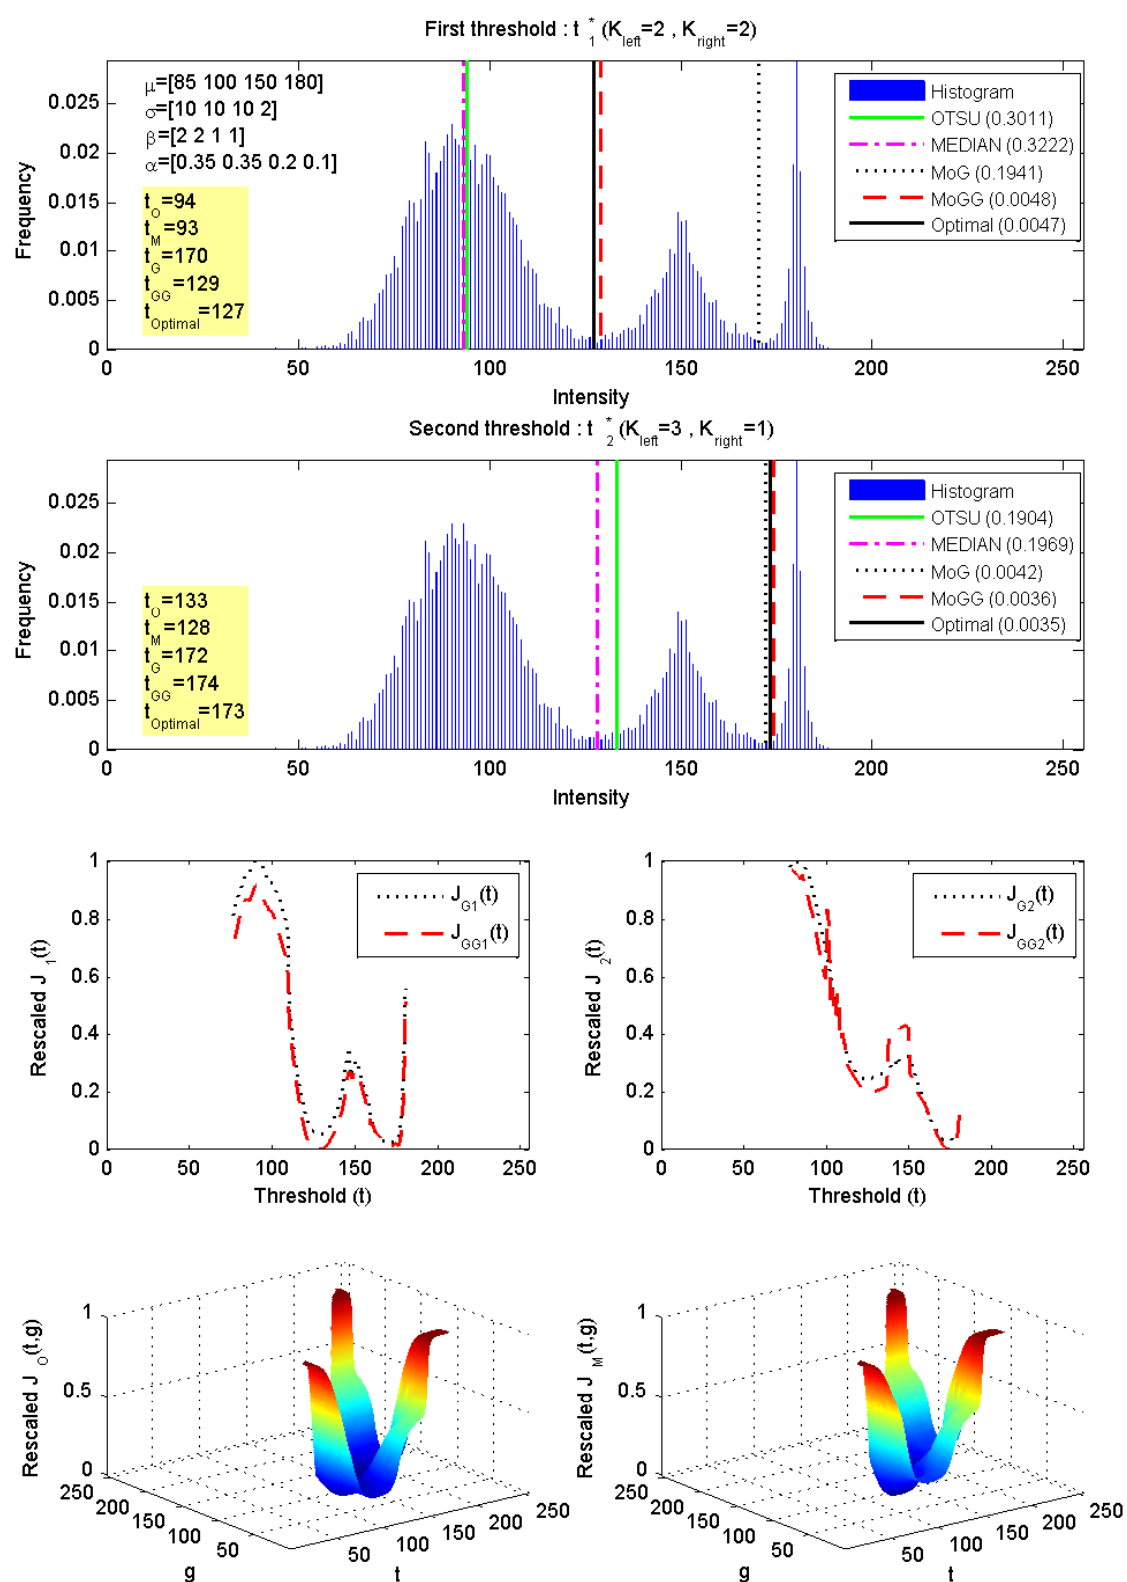 First threshold : t*1 (Kleft=2 , Kright=2)
μ=[85 100 150 180]
σ=[10 10 10 2]
β=[2 2 1 1]
α=[0.35 0.35 0.2 0.1]
tO=94
tM=93
tG=170
tGG=129
tOptimal=127
Histogram
OTSU (0.3011)
MEDIAN (0.3222)
MoG (0.1941)
MoGG (0.0048)
Optimal (0.0047)
Frequency
0.025
0.02
0.015
0.01
0.005
0
0 50 100 150 200 250
Intensity
Second threshold : t*2 (Kleft=3 , Kright=1)
tO=133
tM=128
tG=172
tGG=174
tOptimal=173
Histogram
OTSU (0.1904)
MEDIAN (0.1969)
MoG (0.0042)
MoGG (0.0036)
Optimal (0.0035)
Frequency
0.025
0.02
0.015
0.01
0.005
0
0 50 100 150 200 250
Intensity
Rescaled J1(t)
1
0.8
0.6
0.4
0.2
0
JG1(t)
JGG1(t)
0 50 100 150 200 250
Threshold (t)
Rescaled J2(t)
1
0.8
0.6
0.4
0.2
0
JG2(t)
JGG2(t)
0 50 100 150 200 250
Threshold (t)
Rescaled JO(t,g)
1
0.5
0
250 200 150 100 50
g
50 100 150 200 250
t
Rescaled JM(t,g)
1
0.5
0
250 200 150 100 50
g
50 100 150 200 250
t